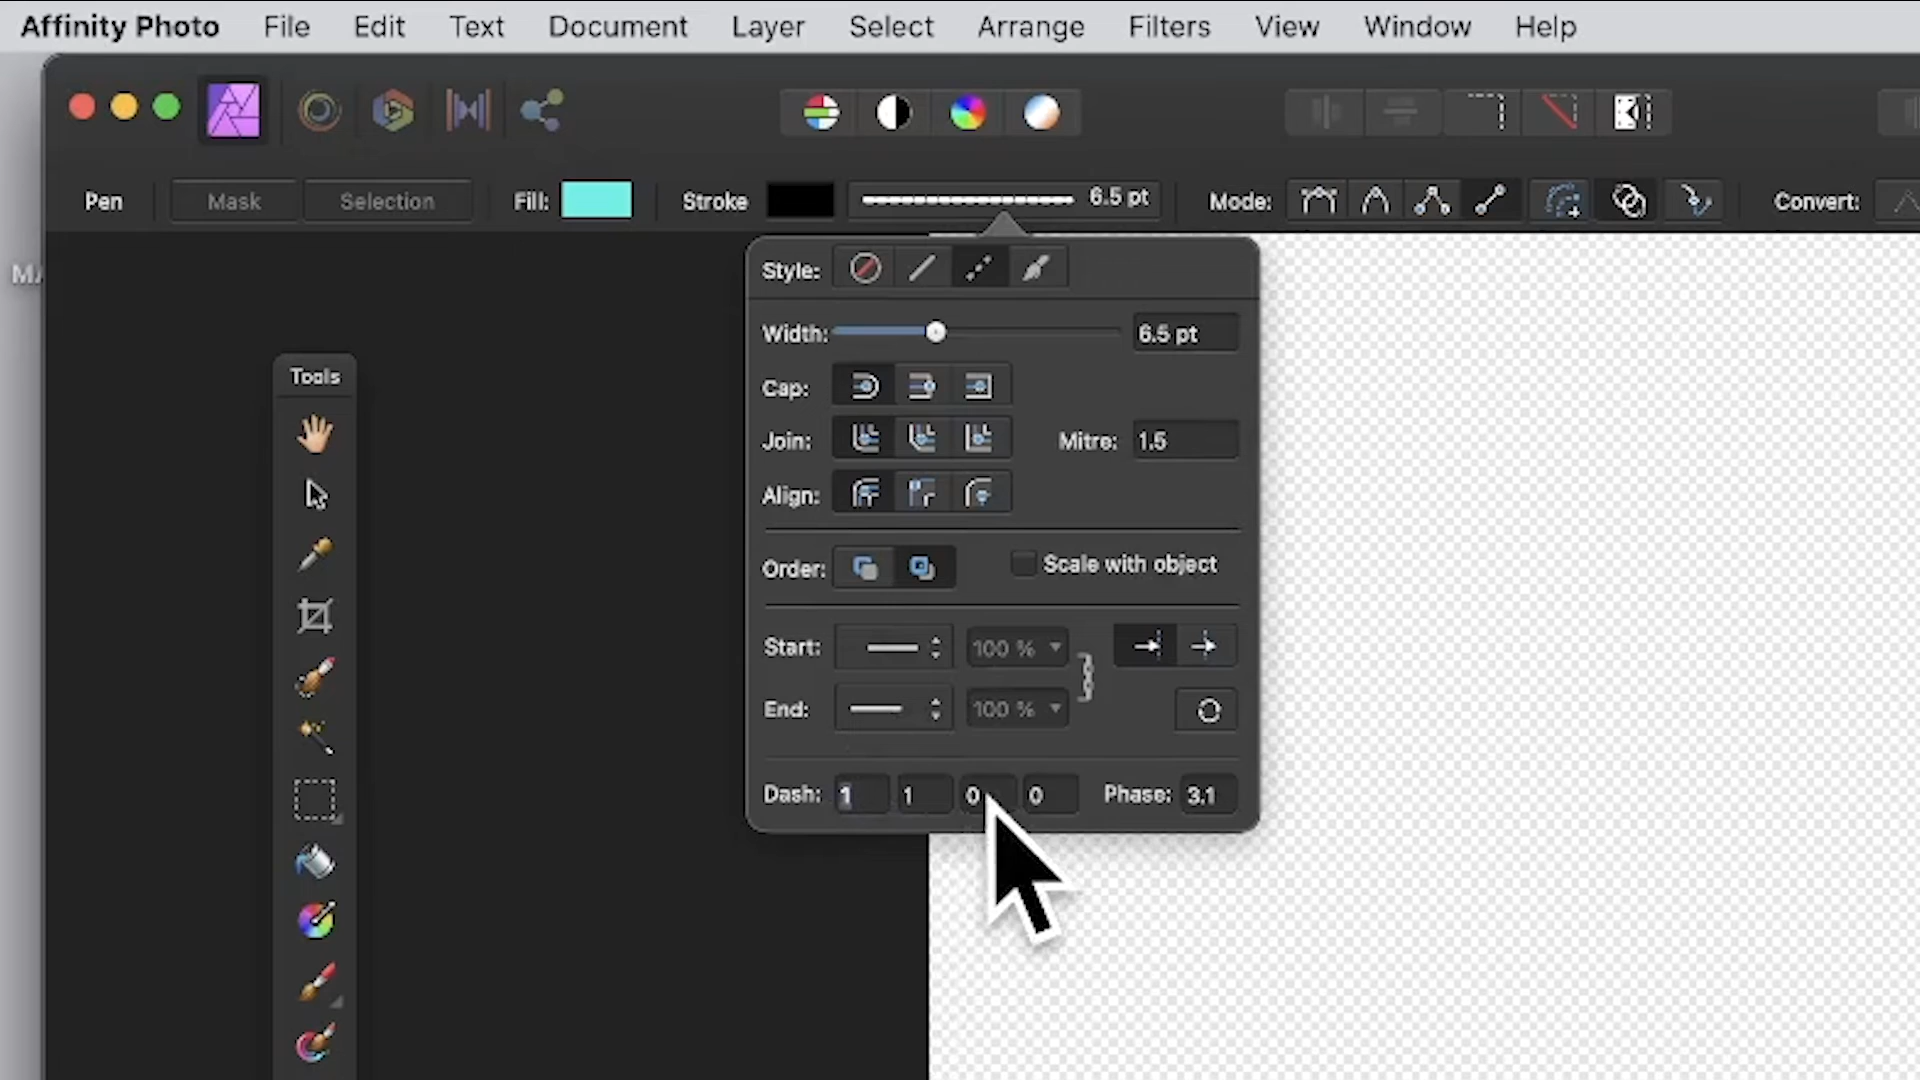 Affinity Photo File Edit Text Document Layer Select Arrange Filters View Window Help
Pen Mask Selection Fill: Stroke 6.5 pt Mode: Convert:
Style:
Width: 6.5 pt
Cap:
Join: Mitre: 1.5
Align:
Order: Scale with object
Start: 100 %
End: 100 %
Dash: 1 1 0 0 Phase: 3.1
Tools